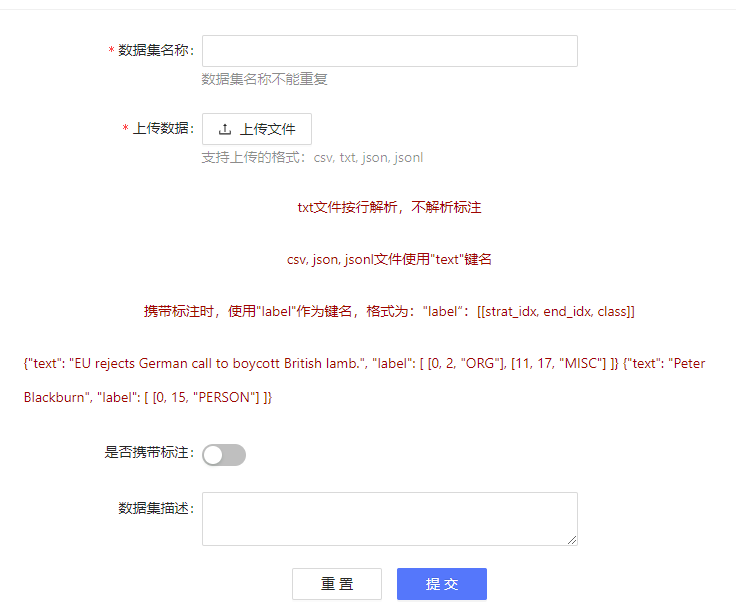 * 数据集名称:
数据集名称不能重复
* 上传数据:
上传文件
支持上传的格式：csv, txt, json, jsonl
txt文件按行解析，不解析标注
csv, json, jsonl文件使用"text"键名
携带标注时，使用"label"作为键名，格式为："label“：[[strat_idx, end_idx, class]]
{"text": "EU rejects German call to boycott British lamb.", "label": [ [0, 2, "ORG"], [11, 17, "MISC"] ]} {"text": "Peter
Blackburn", "label": [ [0, 15, "PERSON"] ]}
是否携带标注:
数据集描述:
重 置
提 交